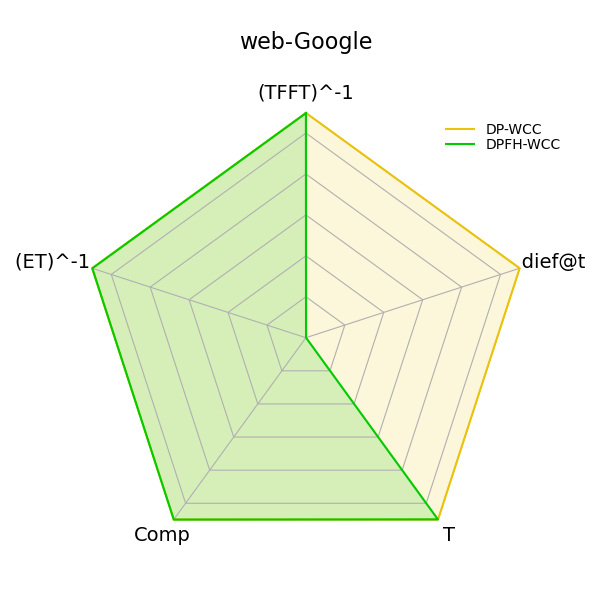 web-Google
(TFFT)^-1
DP-WCC
DPFH-WCC
(ET)^-1
dief@t
Comp
T